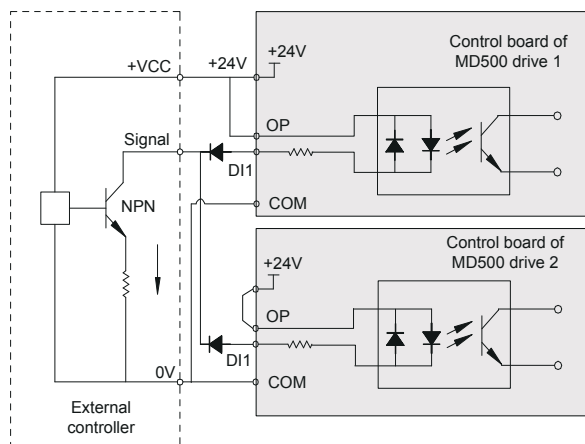 Control board of
MD500 drive 1
+VCC
+24V
+24V
OP
Signal
DI1
NPN
COM
Control board of
MD500 drive 2
+24V
OP
DI1
0V
COM
External
controller